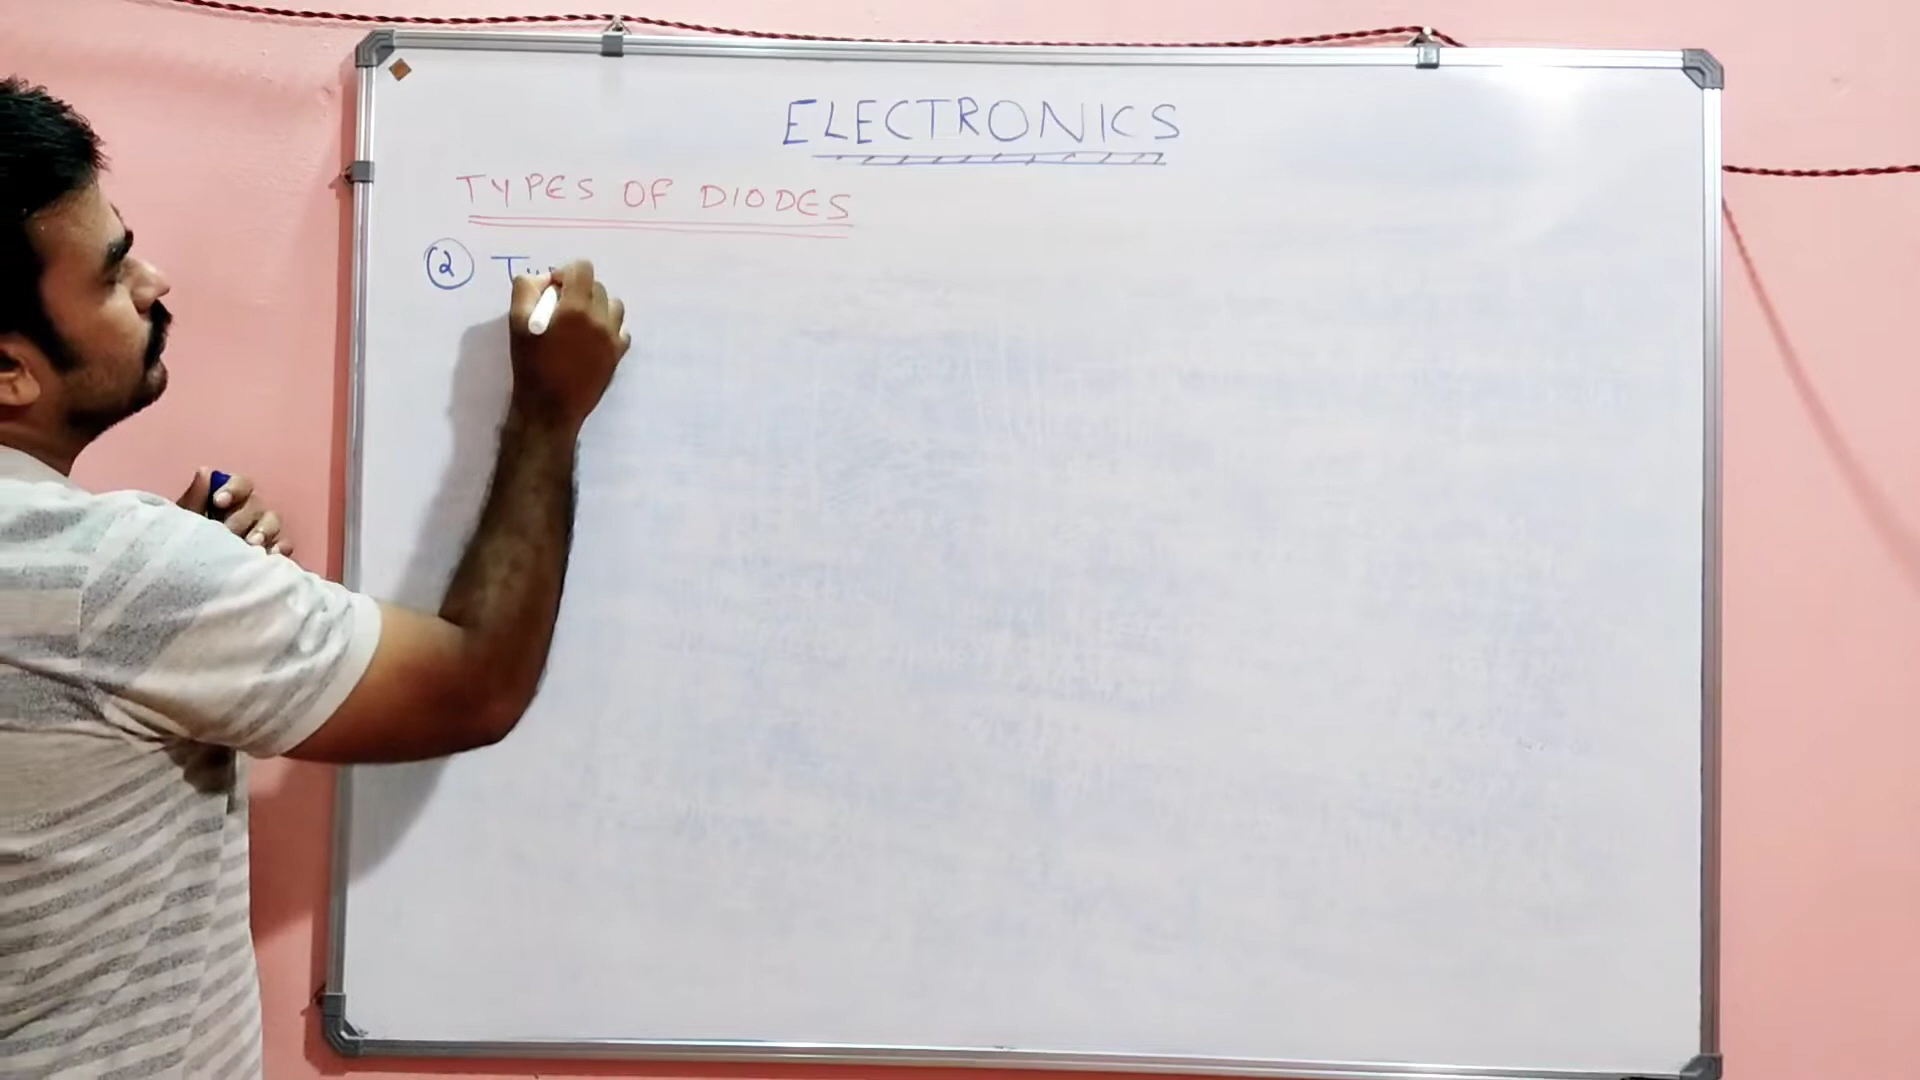 ELECTRONICS
TYPES OF DIODES
②